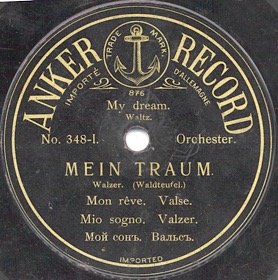 ANKER RECORD
TRADE MARK
IMPORTÉ D'ALLEMAGNE
876
My dream.
Waltz.
No. 348-I. Orchester.
MEIN TRAUM.
Walzer. (Waldteufel.)
Mon rêve. Valse.
Mio sogno. Valzer.
Мой сонъ. Вальсъ.
IMPORTED